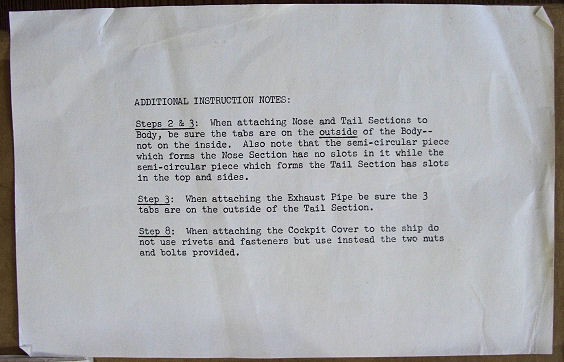 ADDITIONAL INSTRUCTION NOTES:
Steps 2 & 3: When attaching Nose and Tail Sections to
Body, be sure the tabs are on the outside of the Body--
not on the inside. Also note that the semi-circular piece
which forms the Nose Section has no slots in it while the
semi-circular piece which forms the Tail Section has slots
in the top and sides.
Step 3: When attaching the Exhaust Pipe be sure the 3
tabs are on the outside of the Tail Section.
Step 8: When attaching the Cockpit Cover to the ship do
not use rivets and fasteners but use instead the two nuts
and bolts provided.